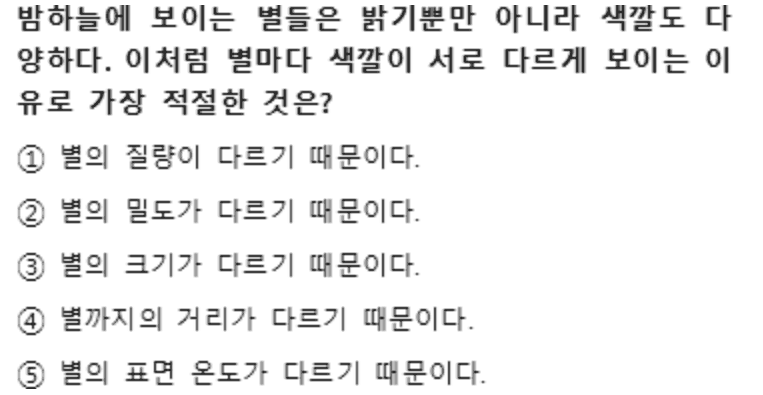 밤하늘에 보이는 별들은 밝기뿐만 아니라 색깔도 다
양하다. 이처럼 별마다 색깔이 서로 다르게 보이는 이
유로 가장 적절한 것은?
① 별의 질량이 다르기 때문이다.
② 별의 밀도가 다르기 때문이다.
③ 별의 크기가 다르기 때문이다.
④ 별까지의 거리가 다르기 때문이다.
⑤ 별의 표면 온도가 다르기 때문이다.